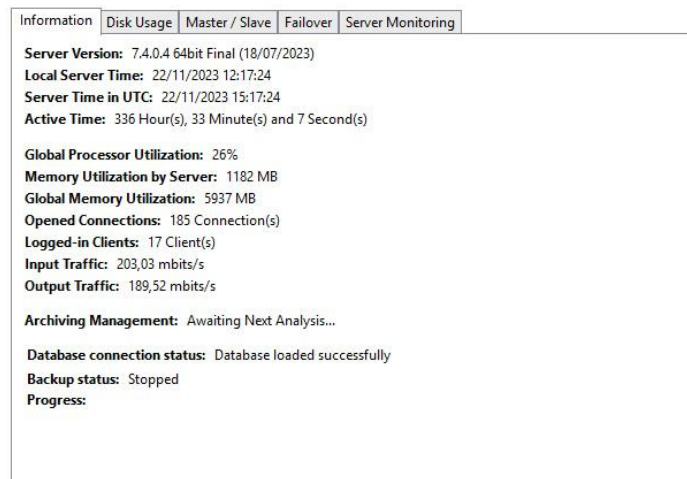 Information Disk Usage Master / Slave Failover Server Monitoring
Server Version: 7.4.0.4 64bit Final (18/07/2023)
Local Server Time: 22/11/2023 12:17:24
Server Time in UTC: 22/11/2023 15:17:24
Active Time: 336 Hour(s), 33 Minute(s) and 7 Second(s)
Global Processor Utilization: 26%
Memory Utilization by Server: 1182 MB
Global Memory Utilization: 5937 MB
Opened Connections: 185 Connection(s)
Logged-in Clients: 17 Client(s)
Input Traffic: 203,03 mbits/s
Output Traffic: 189,52 mbits/s
Archiving Management: Awaiting Next Analysis...
Database connection status: Database loaded successfully
Backup status: Stopped
Progress: